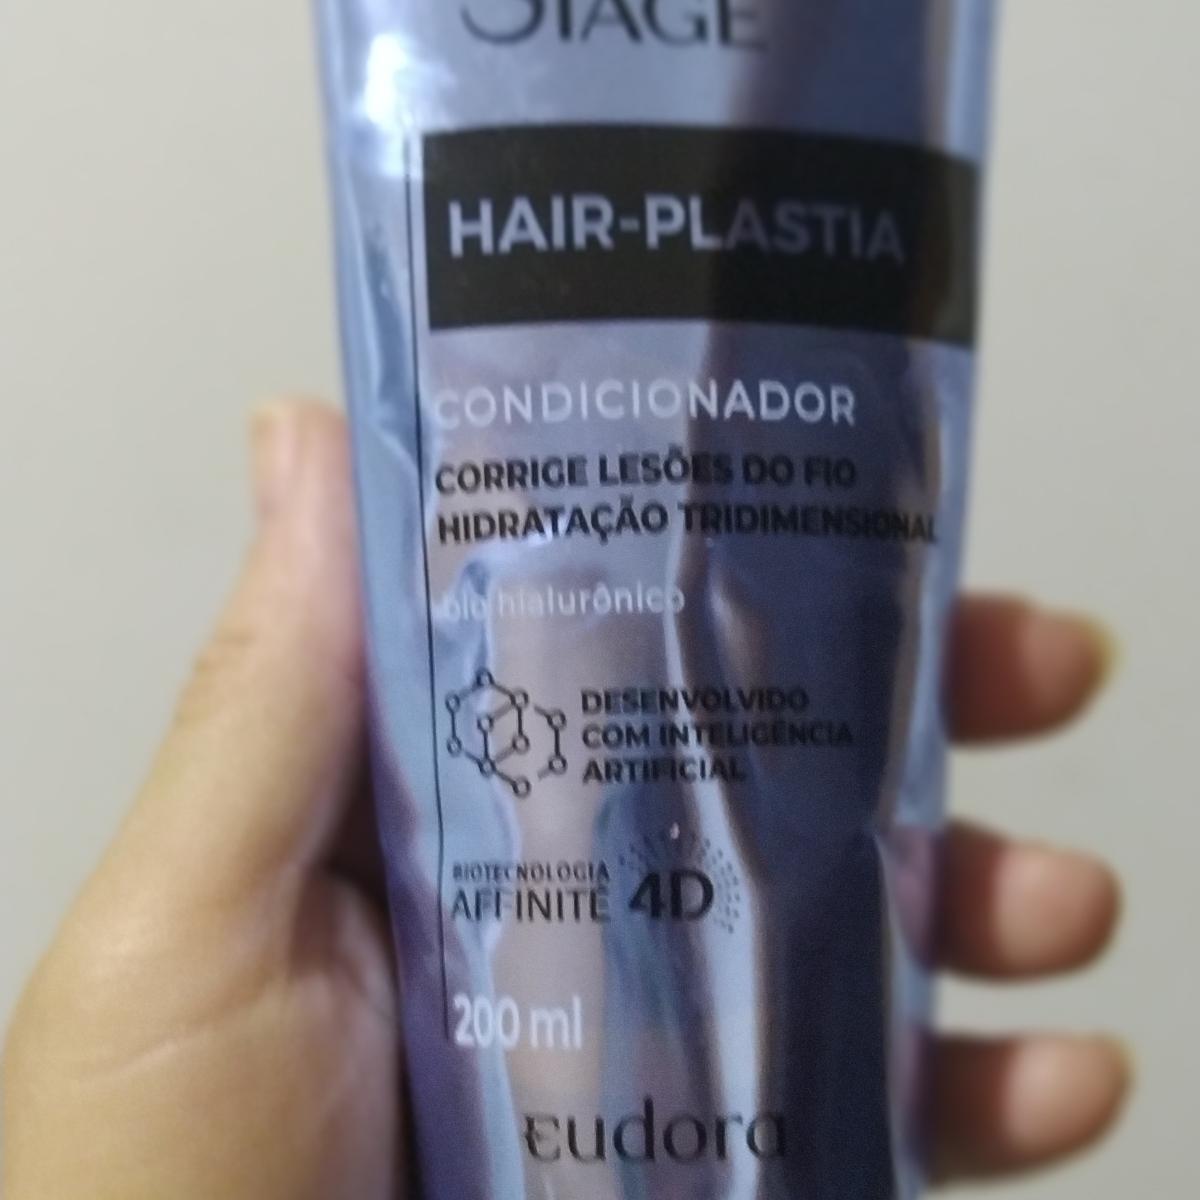 STAGE
HAIR-PLASTIA
CONDICIONADOR
CORRIGE LESÕES DO FIO
HIDRATAÇÃO TRIDIMENSIONAL
bio hialurônico
DESENVOLVIDO
COM INTELIGÊNCIA
ARTIFICIAL
BIOTECNOLOGIA
AFFINITÉ 4D
200 ml
eudora